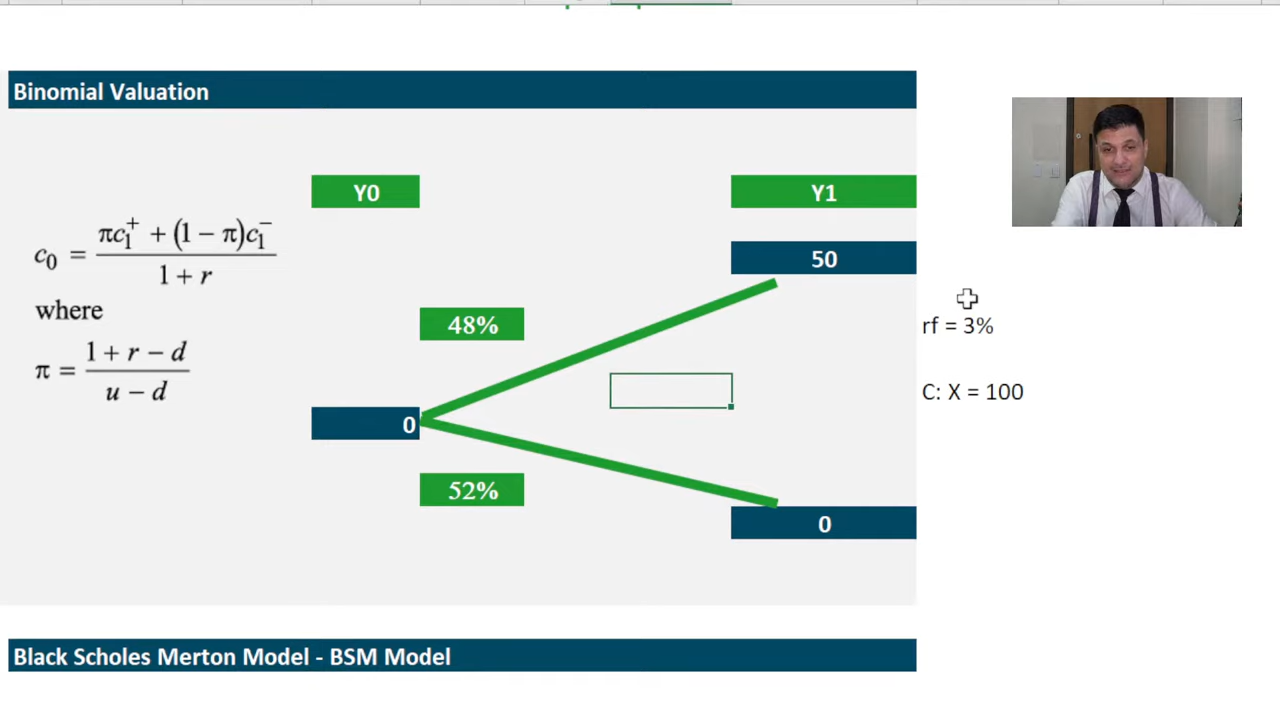 Binomial Valuation
Y0
Y1
c₀ = (πc₁⁺ + (1 − π)c₁⁻) / (1 + r)
where
π = (1 + r − d) / (u − d)
50
48%
rf = 3%
C: X = 100
0
52%
0
Black Scholes Merton Model - BSM Model